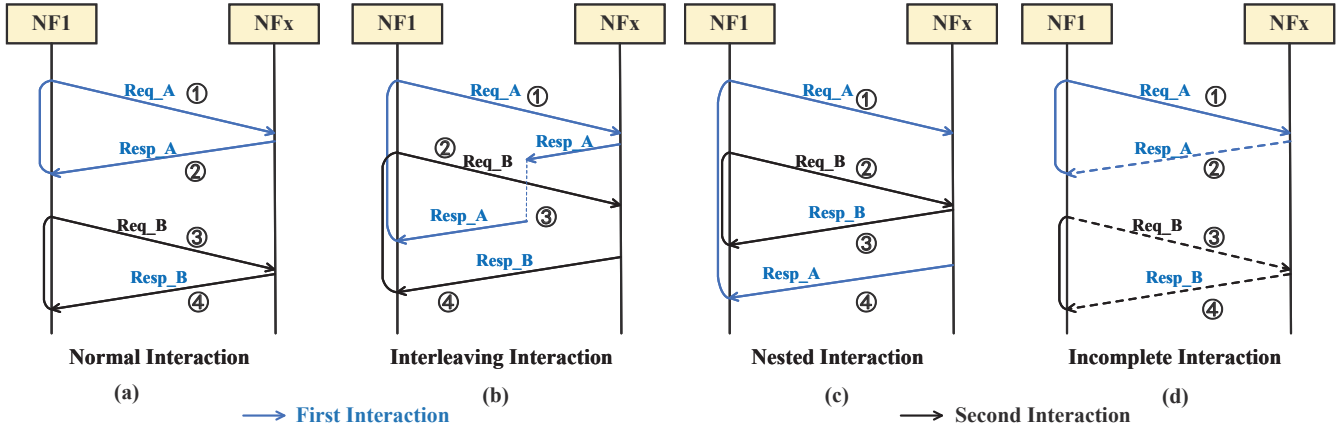 NF1 NFx NF1 NFx NF1 NFx NF1 NFx
Req_A ①
Resp_A
②
Req_B ③
Resp_B
④
Normal Interaction
(a)
Req_A ①
Resp_A
② Req_B
Resp_A ③
Resp_B
④
Interleaving Interaction
(b)
Req_A ①
Req_B ②
Resp_B
③
Resp_A
④
Nested Interaction
(c)
Req_A ①
Resp_A
②
Req_B ③
Resp_B
④
Incomplete Interaction
(d)
First Interaction
Second Interaction